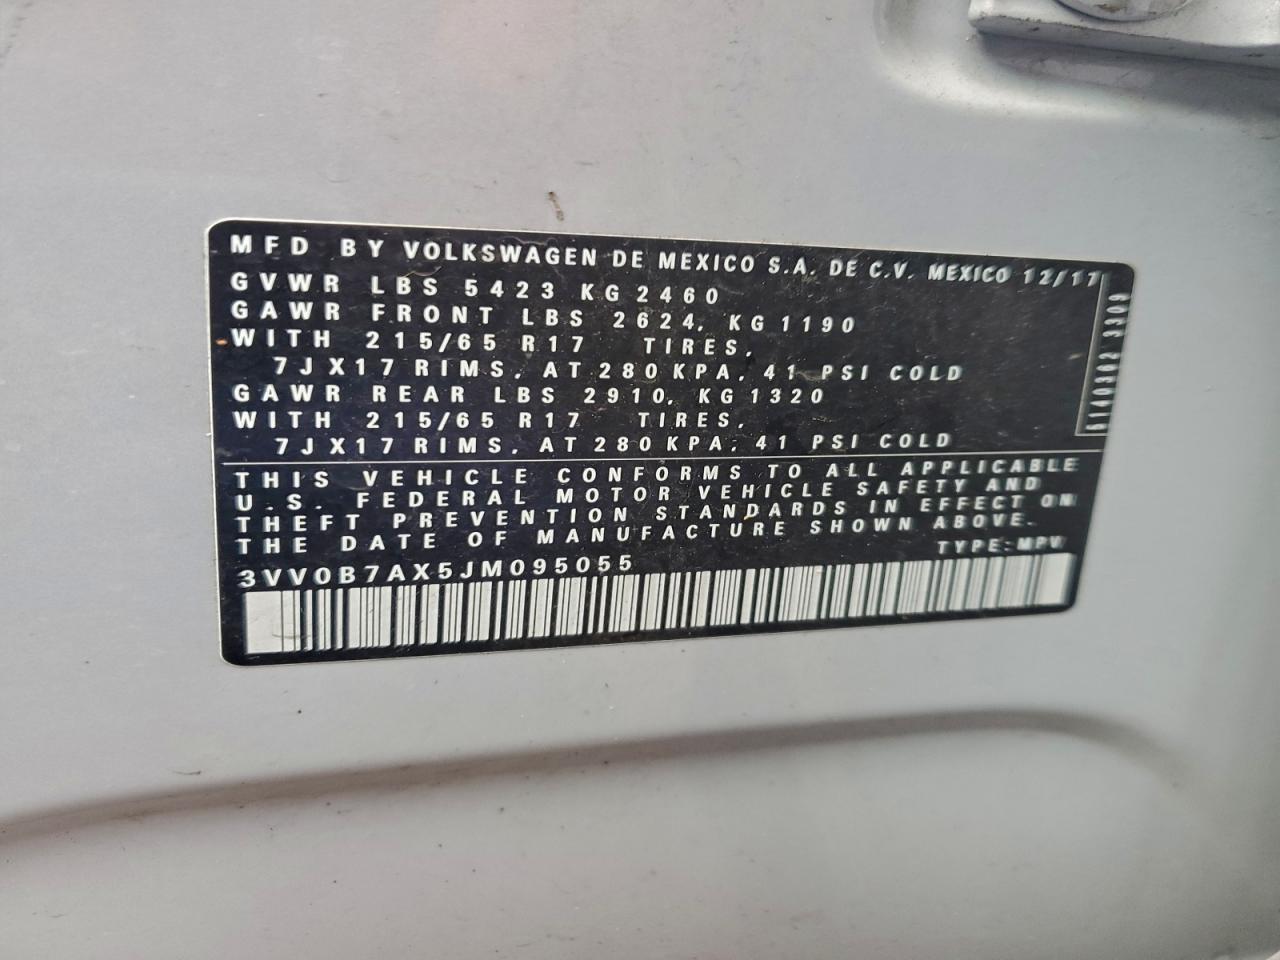 MFD BY VOLKSWAGEN DE MEXICO S.A. DE C.V. MEXICO 12/17
GVWR LBS 5423 KG 2460
GAWR FRONT LBS 2624, KG 1190
WITH 215/65 R17 TIRES,
7JX17 RIMS, AT 280 KPA, 41 PSI COLD
GAWR REAR LBS 2910, KG 1320
WITH 215/65 R17 TIRES,
7JX17 RIMS, AT 280 KPA, 41 PSI COLD
THIS VEHICLE CONFORMS TO ALL APPLICABLE
U.S. FEDERAL MOTOR VEHICLE SAFETY AND
THEFT PREVENTION STANDARDS IN EFFECT ON
THE DATE OF MANUFACTURE SHOWN ABOVE.
TYPE:MPV
3VV0B7AX5JM095055